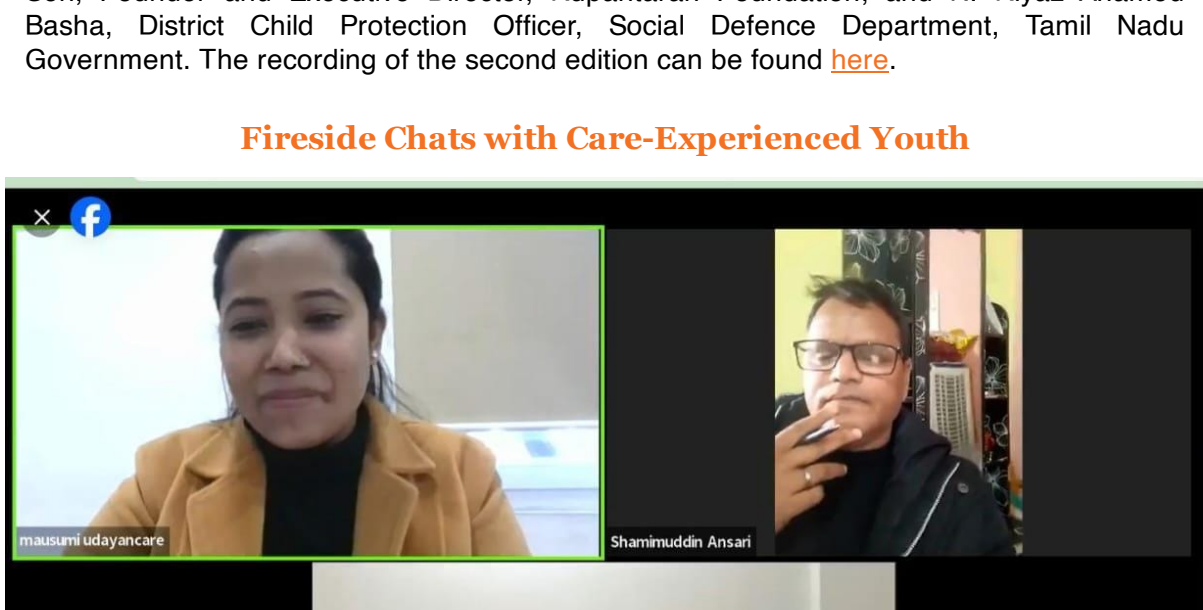 Basha, District Child Protection Officer, Social Defence Department, Tamil Nadu
Government. The recording of the second edition can be found here.
Fireside Chats with Care-Experienced Youth
mausumi udayancare
Shamimuddin Ansari